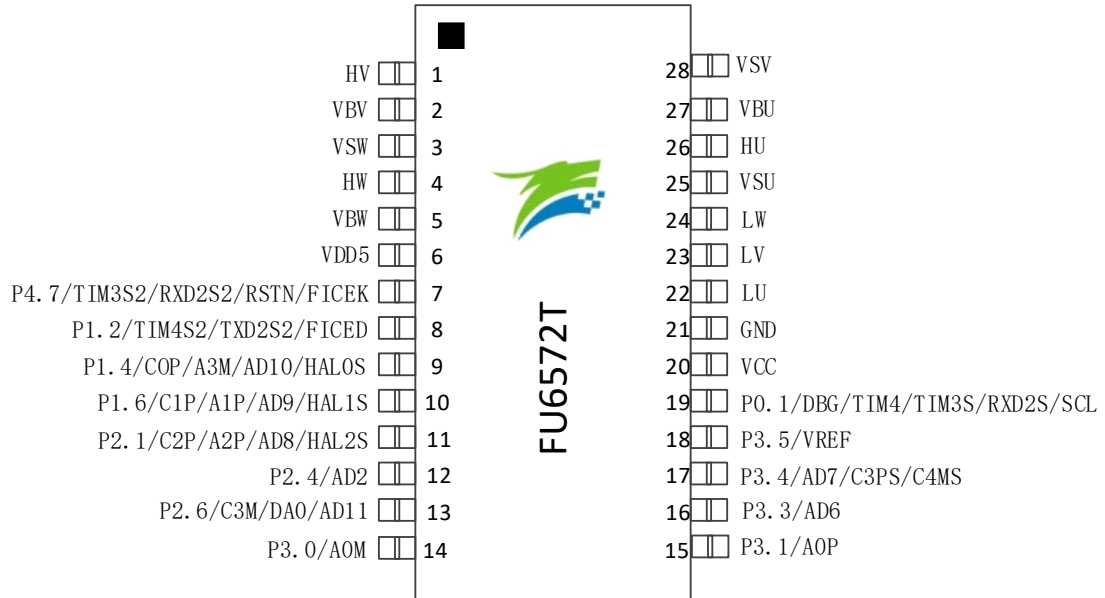 HV 1
VBV 2
VSW 3
HW 4
VBW 5
VDD5 6
P4.7/TIM3S2/RXD2S2/RSTN/FICEK 7
P1.2/TIM4S2/TXD2S2/FICED 8
P1.4/C0P/A3M/AD10/HAL0S 9
P1.6/C1P/A1P/AD9/HAL1S 10
P2.1/C2P/A2P/AD8/HAL2S 11
P2.4/AD2 12
P2.6/C3M/DA0/AD11 13
P3.0/A0M 14
FU6572T
28 VSV
27 VBU
26 HU
25 VSU
24 LW
23 LV
22 LU
21 GND
20 VCC
19 P0.1/DBG/TIM4/TIM3S/RXD2S/SCL
18 P3.5/VREF
17 P3.4/AD7/C3PS/C4MS
16 P3.3/AD6
15 P3.1/A0P